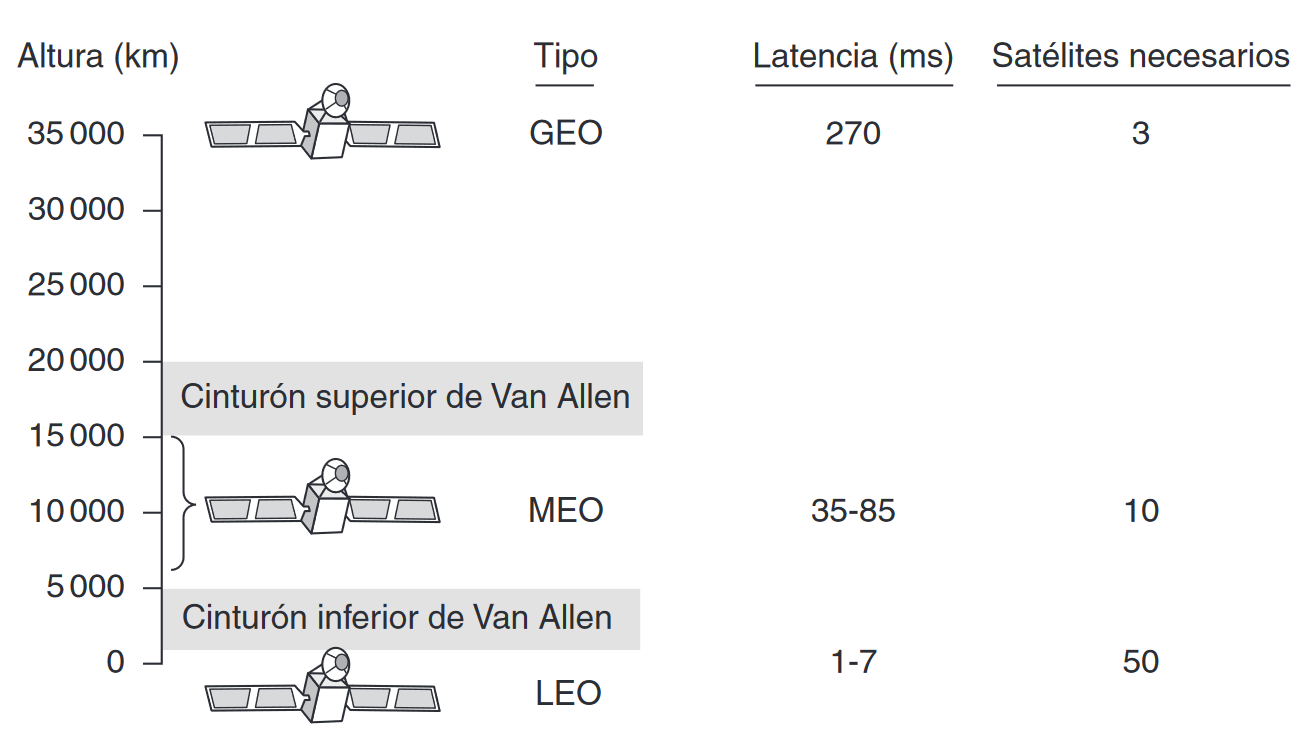 Altura (km) Tipo Latencia (ms) Satélites necesarios
35 000 GEO 270 3
30 000
25 000
20 000
Cinturón superior de Van Allen
15 000
10 000 MEO 35-85 10
5 000
Cinturón inferior de Van Allen
0 1-7 50
LEO